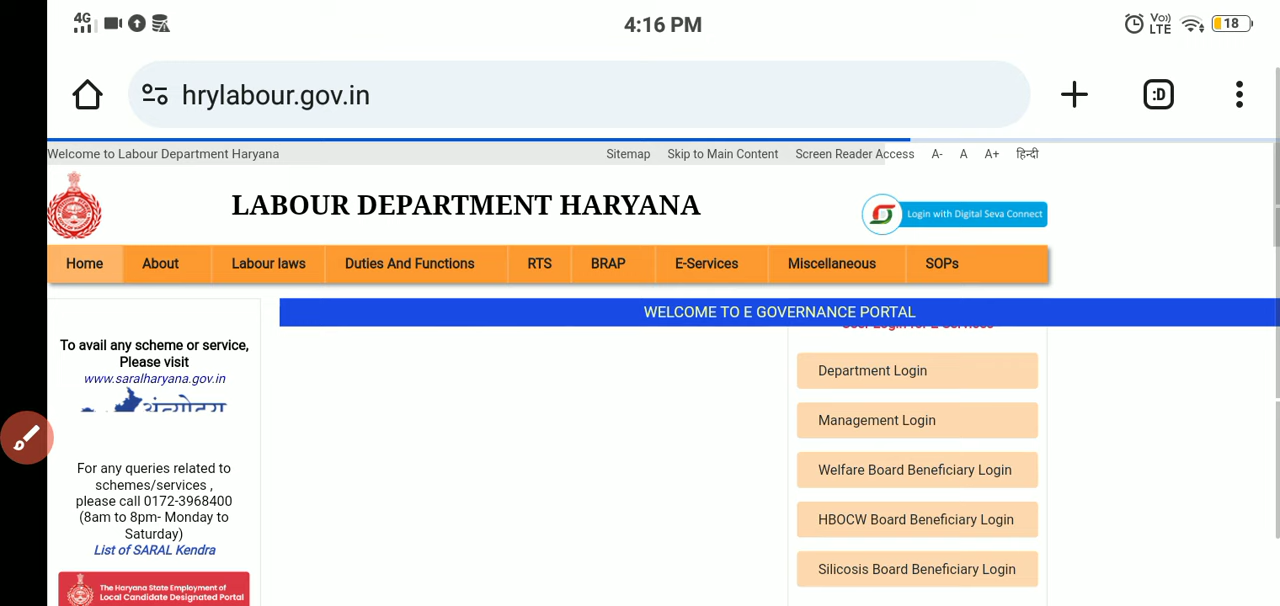 4G
4:16 PM
Vo)) LTE
18
hrylabour.gov.in
:D
Welcome to Labour Department Haryana Sitemap Skip to Main Content Screen Reader Access A- A A+ हिन्दी
LABOUR DEPARTMENT HARYANA
Login with Digital Seva Connect
Home About Labour laws Duties And Functions RTS BRAP E-Services Miscellaneous SOPs
WELCOME TO E GOVERNANCE PORTAL
To avail any scheme or service,
Please visit
www.saralharyana.gov.in
अंत्योदय
For any queries related to
schemes/services ,
please call 0172-3968400
(8am to 8pm- Monday to
Saturday)
List of SARAL Kendra
The Haryana State Employment of
Local Candidate Designated Portal
User Login for E-Services
Department Login
Management Login
Welfare Board Beneficiary Login
HBOCW Board Beneficiary Login
Silicosis Board Beneficiary Login